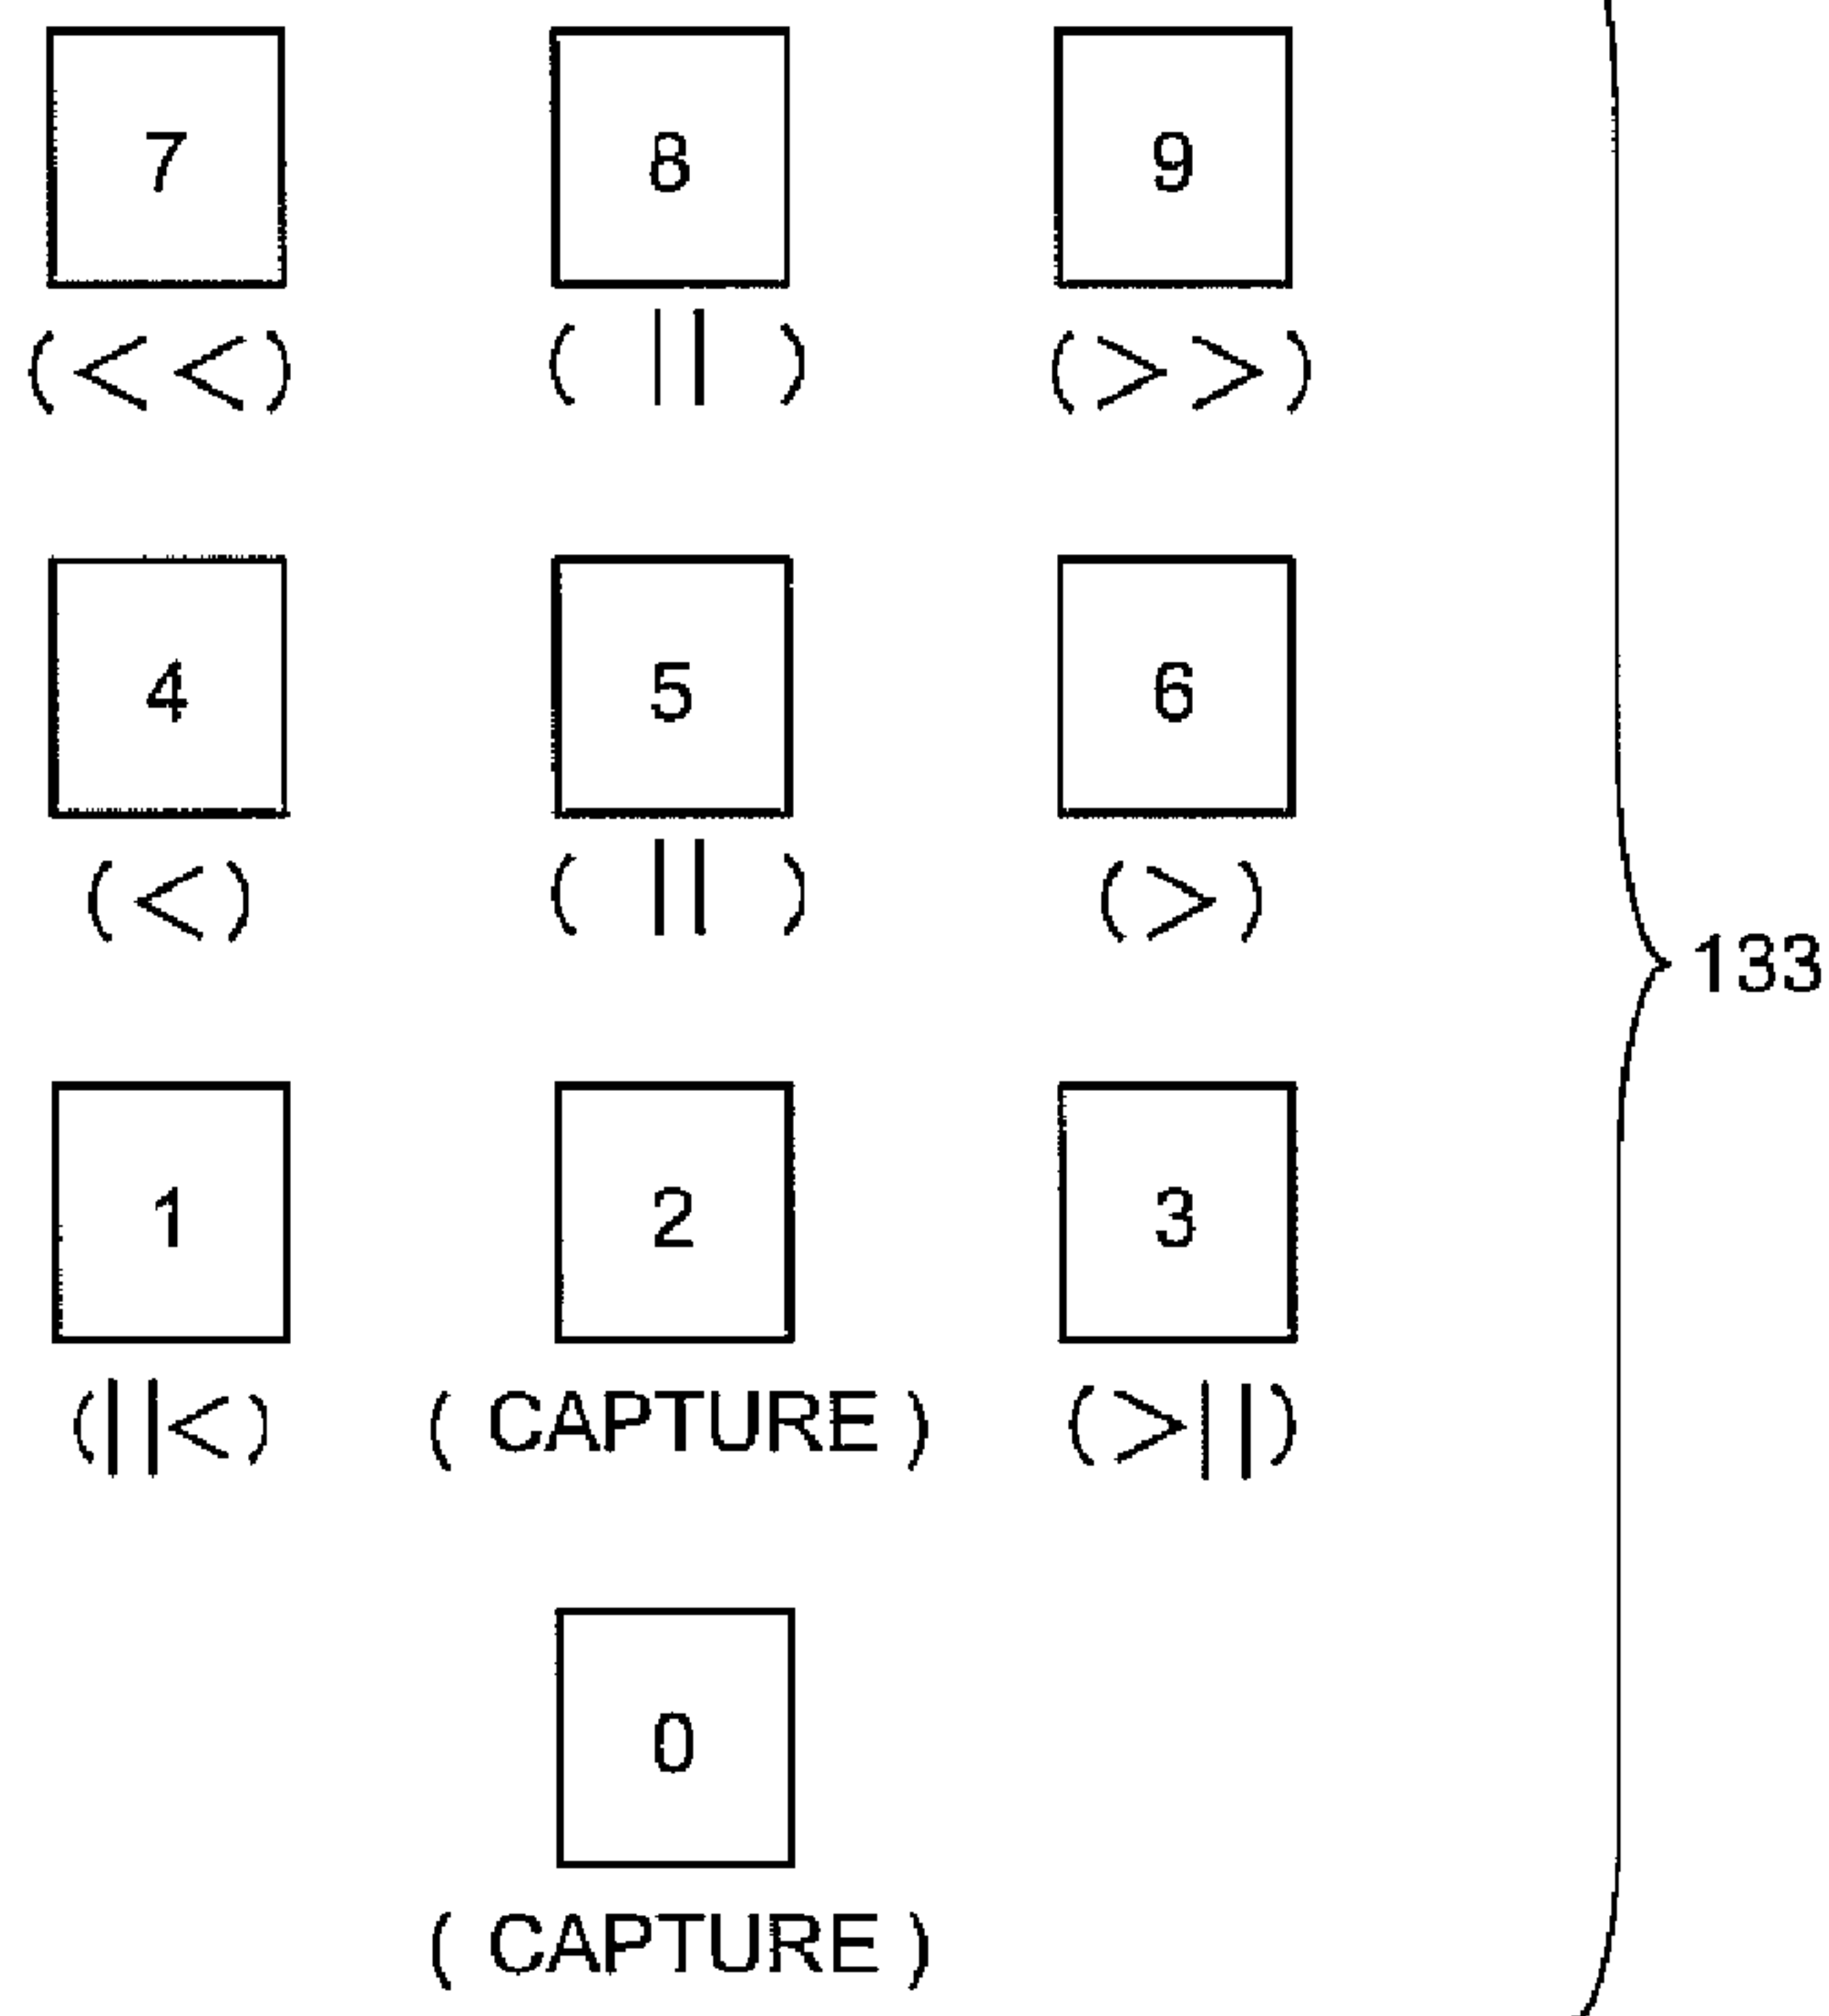 7 8 9
(<<) ( || ) (>>)
4 5 6
(<) ( || ) (>)
133
1 2 3
(||<) ( CAPTURE ) (>||)
0
( CAPTURE )